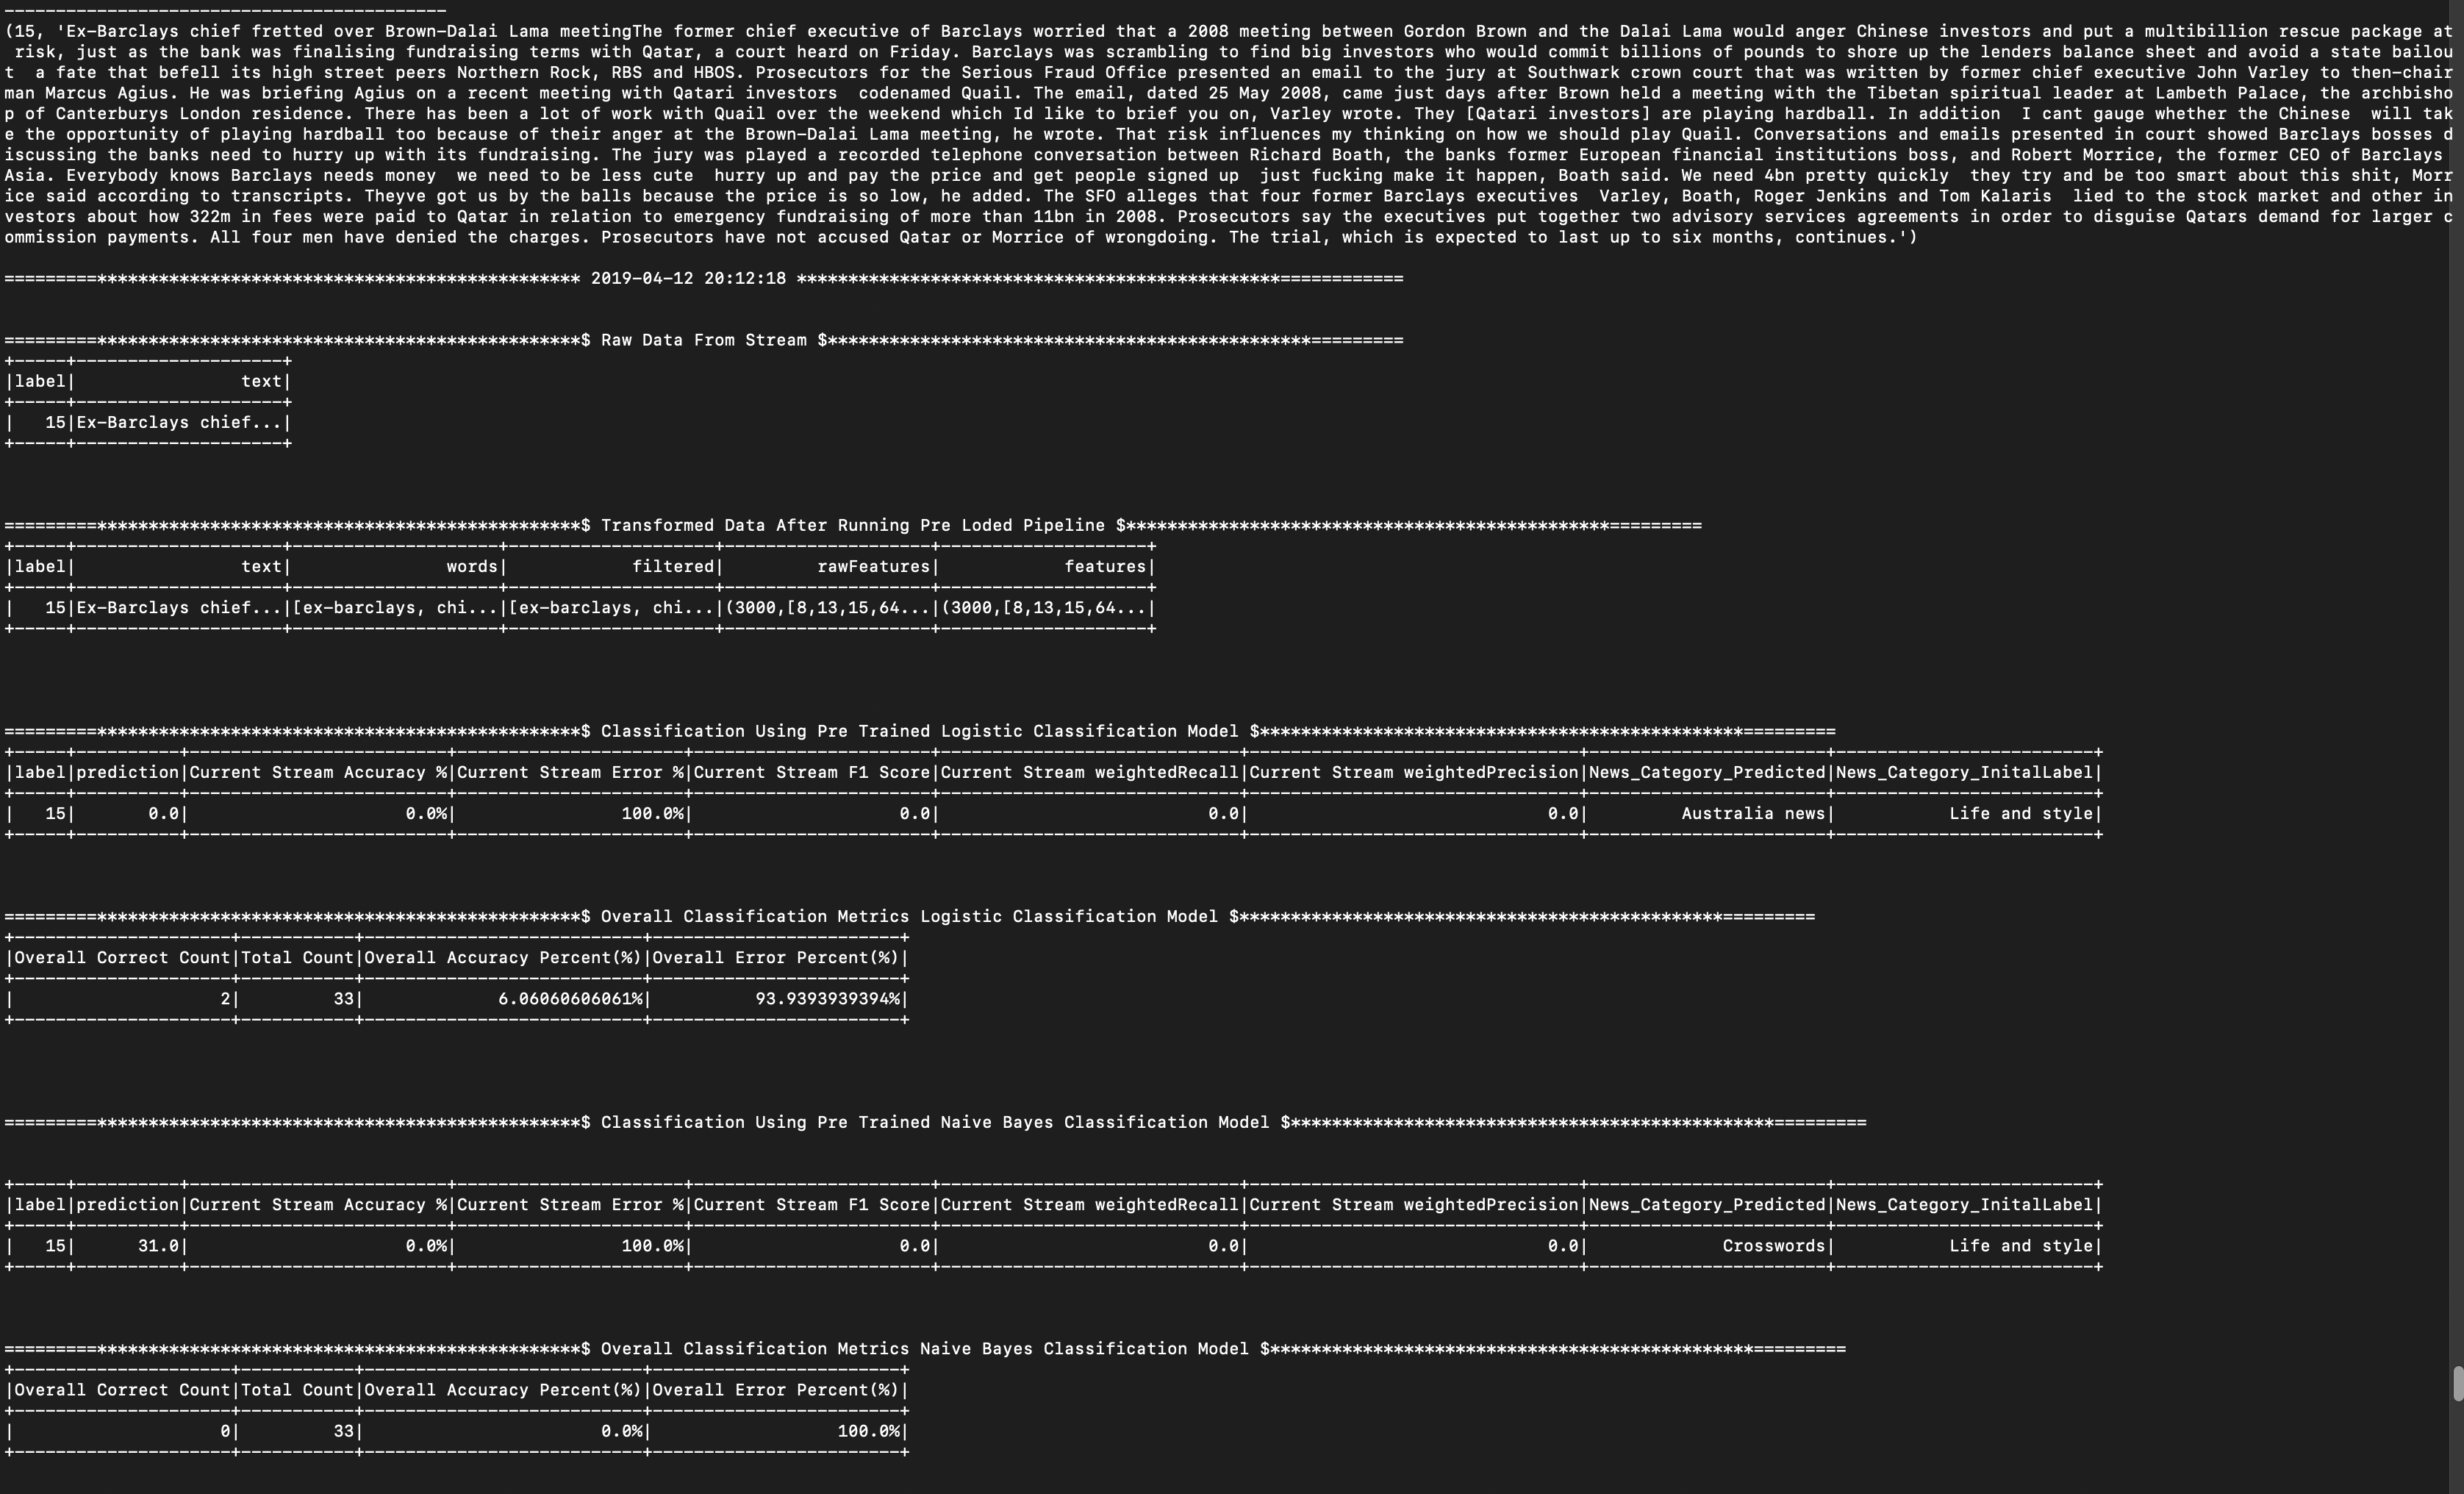 -------------------------------------------
(15, 'Ex-Barclays chief fretted over Brown-Dalai Lama meetingThe former chief executive of Barclays worried that a 2008 meeting between Gordon Brown and the Dalai Lama would anger Chinese investors and put a multibillion rescue package at
 risk, just as the bank was finalising fundraising terms with Qatar, a court heard on Friday. Barclays was scrambling to find big investors who would commit billions of pounds to shore up the lenders balance sheet and avoid a state bailou
t  a fate that befell its high street peers Northern Rock, RBS and HBOS. Prosecutors for the Serious Fraud Office presented an email to the jury at Southwark crown court that was written by former chief executive John Varley to then-chair
man Marcus Agius. He was briefing Agius on a recent meeting with Qatari investors  codenamed Quail. The email, dated 25 May 2008, came just days after Brown held a meeting with the Tibetan spiritual leader at Lambeth Palace, the archbisho
p of Canterburys London residence. There has been a lot of work with Quail over the weekend which Id like to brief you on, Varley wrote. They [Qatari investors] are playing hardball. In addition  I cant gauge whether the Chinese  will tak
e the opportunity of playing hardball too because of their anger at the Brown-Dalai Lama meeting, he wrote. That risk influences my thinking on how we should play Quail. Conversations and emails presented in court showed Barclays bosses d
iscussing the banks need to hurry up with its fundraising. The jury was played a recorded telephone conversation between Richard Boath, the banks former European financial institutions boss, and Robert Morrice, the former CEO of Barclays
Asia. Everybody knows Barclays needs money  we need to be less cute  hurry up and pay the price and get people signed up  just fucking make it happen, Boath said. We need 4bn pretty quickly  they try and be too smart about this shit, Morr
ice said according to transcripts. Theyve got us by the balls because the price is so low, he added. The SFO alleges that four former Barclays executives  Varley, Boath, Roger Jenkins and Tom Kalaris  lied to the stock market and other in
vestors about how 322m in fees were paid to Qatar in relation to emergency fundraising of more than 11bn in 2008. Prosecutors say the executives put together two advisory services agreements in order to disguise Qatars demand for larger c
ommission payments. All four men have denied the charges. Prosecutors have not accused Qatar or Morrice of wrongdoing. The trial, which is expected to last up to six months, continues.')
=========*********************************************** 2019-04-12 20:12:18 ***********************************************============
=========***********************************************$ Raw Data From Stream $***********************************************=========
+-----+--------------------+
|label|                text|
+-----+--------------------+
|   15|Ex-Barclays chief...|
+-----+--------------------+
=========***********************************************$ Transformed Data After Running Pre Loded Pipeline $***********************************************=========
+-----+--------------------+--------------------+--------------------+--------------------+--------------------+
|label|                text|               words|            filtered|         rawFeatures|            features|
+-----+--------------------+--------------------+--------------------+--------------------+--------------------+
|   15|Ex-Barclays chief...|[ex-barclays, chi...|[ex-barclays, chi...|(3000,[8,13,15,64...|(3000,[8,13,15,64...|
+-----+--------------------+--------------------+--------------------+--------------------+--------------------+
=========***********************************************$ Classification Using Pre Trained Logistic Classification Model $***********************************************=========
+-----+----------+-------------------------+----------------------+-----------------------+-----------------------------+--------------------------------+-----------------------+-------------------------+
|label|prediction|Current Stream Accuracy %|Current Stream Error %|Current Stream F1 Score|Current Stream weightedRecall|Current Stream weightedPrecision|News_Category_Predicted|News_Category_InitalLabel|
+-----+----------+-------------------------+----------------------+-----------------------+-----------------------------+--------------------------------+-----------------------+-------------------------+
|   15|       0.0|                     0.0%|                100.0%|                    0.0|                          0.0|                             0.0|         Australia news|           Life and style|
+-----+----------+-------------------------+----------------------+-----------------------+-----------------------------+--------------------------------+-----------------------+-------------------------+
=========***********************************************$ Overall Classification Metrics Logistic Classification Model $***********************************************=========
+---------------------+-----------+---------------------------+------------------------+
|Overall Correct Count|Total Count|Overall Accuracy Percent(%)|Overall Error Percent(%)|
+---------------------+-----------+---------------------------+------------------------+
|                    2|         33|             6.06060606061%|          93.9393939394%|
+---------------------+-----------+---------------------------+------------------------+
=========***********************************************$ Classification Using Pre Trained Naive Bayes Classification Model $***********************************************=========
+-----+----------+-------------------------+----------------------+-----------------------+-----------------------------+--------------------------------+-----------------------+-------------------------+
|label|prediction|Current Stream Accuracy %|Current Stream Error %|Current Stream F1 Score|Current Stream weightedRecall|Current Stream weightedPrecision|News_Category_Predicted|News_Category_InitalLabel|
+-----+----------+-------------------------+----------------------+-----------------------+-----------------------------+--------------------------------+-----------------------+-------------------------+
|   15|      31.0|                     0.0%|                100.0%|                    0.0|                          0.0|                             0.0|             Crosswords|           Life and style|
+-----+----------+-------------------------+----------------------+-----------------------+-----------------------------+--------------------------------+-----------------------+-------------------------+
=========***********************************************$ Overall Classification Metrics Naive Bayes Classification Model $***********************************************=========
+---------------------+-----------+---------------------------+------------------------+
|Overall Correct Count|Total Count|Overall Accuracy Percent(%)|Overall Error Percent(%)|
+---------------------+-----------+---------------------------+------------------------+
|                    0|         33|                       0.0%|                  100.0%|
+---------------------+-----------+---------------------------+------------------------+